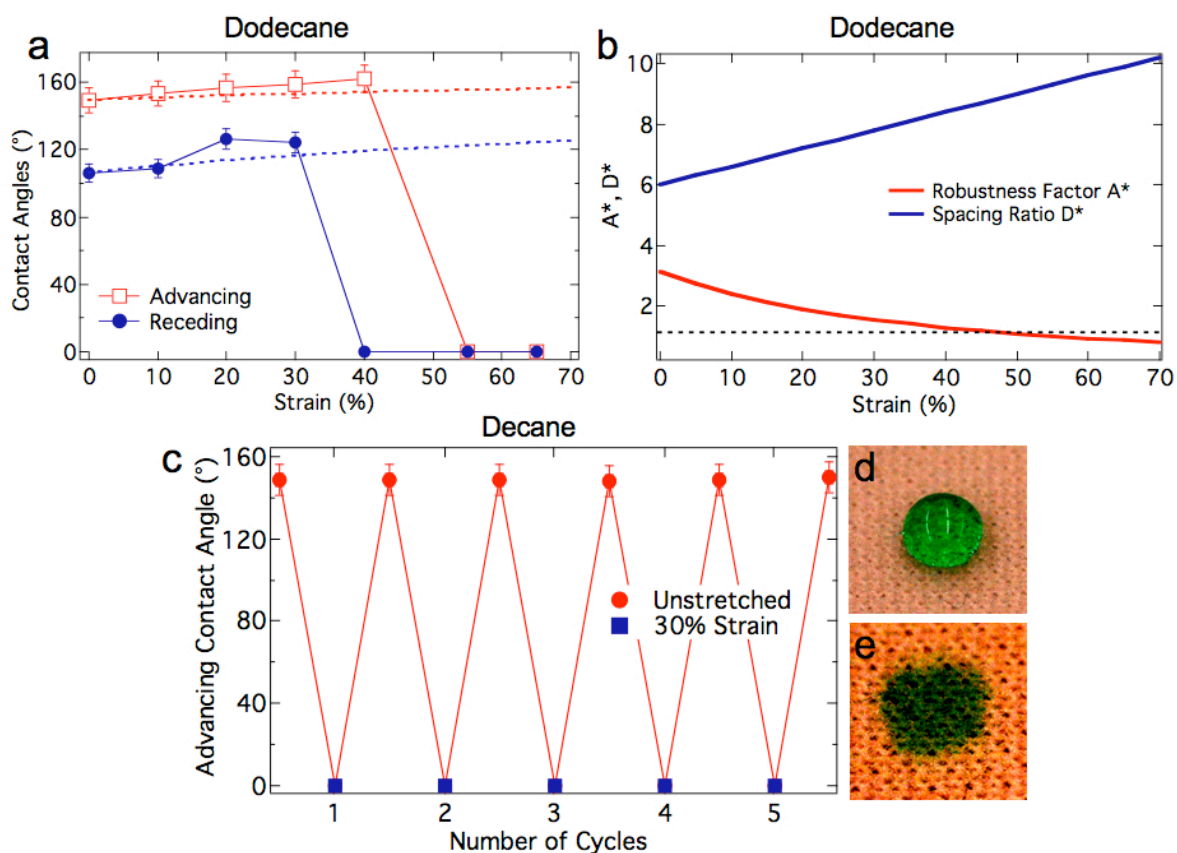 Dodecane
a
160
120
80
40
0
Contact Angles (°)
Advancing
Receding
0 10 20 30 40 50 60 70
Strain (%)
Dodecane
b
10
8
6
4
2
A*, D*
Robustness Factor A*
Spacing Ratio D*
0 10 20 30 40 50 60 70
Strain (%)
Decane
c
160
120
80
40
0
Advancing Contact Angle (°)
Unstretched
30% Strain
1 2 3 4 5
Number of Cycles
d
e